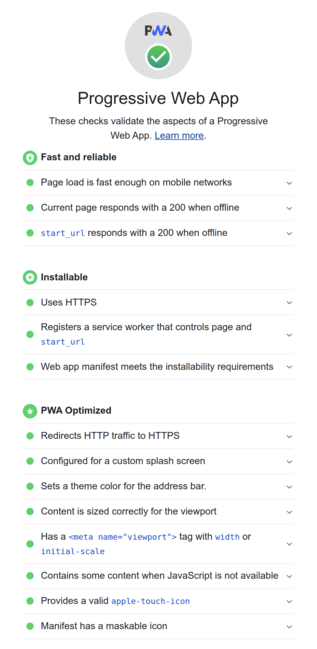 PWA
Progressive Web App
These checks validate the aspects of a Progressive
Web App. Learn more.
Fast and reliable
Page load is fast enough on mobile networks
Current page responds with a 200 when offline
start_url responds with a 200 when offline
Installable
Uses HTTPS
Registers a service worker that controls page and
start_url
Web app manifest meets the installability requirements
PWA Optimized
Redirects HTTP traffic to HTTPS
Configured for a custom splash screen
Sets a theme color for the address bar.
Content is sized correctly for the viewport
Has a <meta name="viewport"> tag with width or
initial-scale
Contains some content when JavaScript is not available
Provides a valid apple-touch-icon
Manifest has a maskable icon